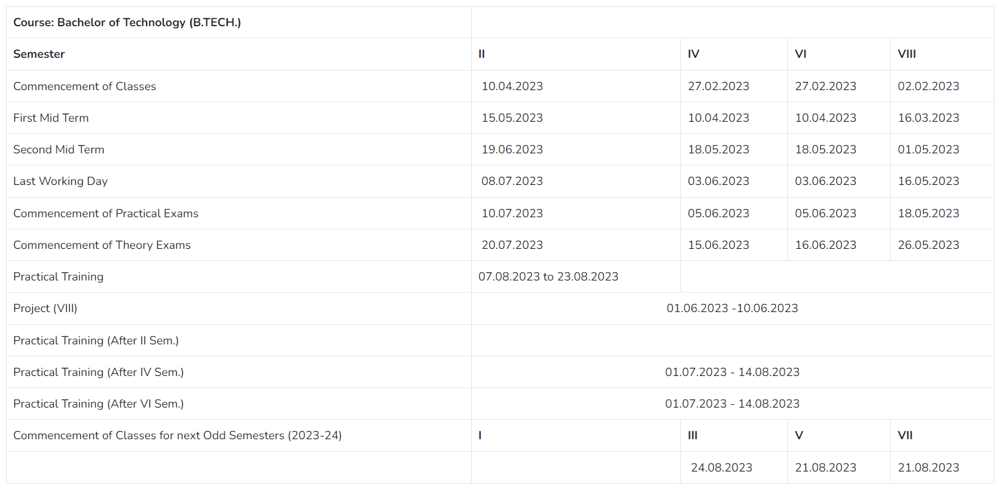 Course: Bachelor of Technology (B.TECH.)
Semester II IV VI VIII
Commencement of Classes 10.04.2023 27.02.2023 27.02.2023 02.02.2023
First Mid Term 15.05.2023 10.04.2023 10.04.2023 16.03.2023
Second Mid Term 19.06.2023 18.05.2023 18.05.2023 01.05.2023
Last Working Day 08.07.2023 03.06.2023 03.06.2023 16.05.2023
Commencement of Practical Exams 10.07.2023 05.06.2023 05.06.2023 18.05.2023
Commencement of Theory Exams 20.07.2023 15.06.2023 16.06.2023 26.05.2023
Practical Training 07.08.2023 to 23.08.2023
Project (VIII) 01.06.2023 -10.06.2023
Practical Training (After II Sem.)
Practical Training (After IV Sem.) 01.07.2023 - 14.08.2023
Practical Training (After VI Sem.) 01.07.2023 - 14.08.2023
Commencement of Classes for next Odd Semesters (2023-24) I III V VII
24.08.2023 21.08.2023 21.08.2023